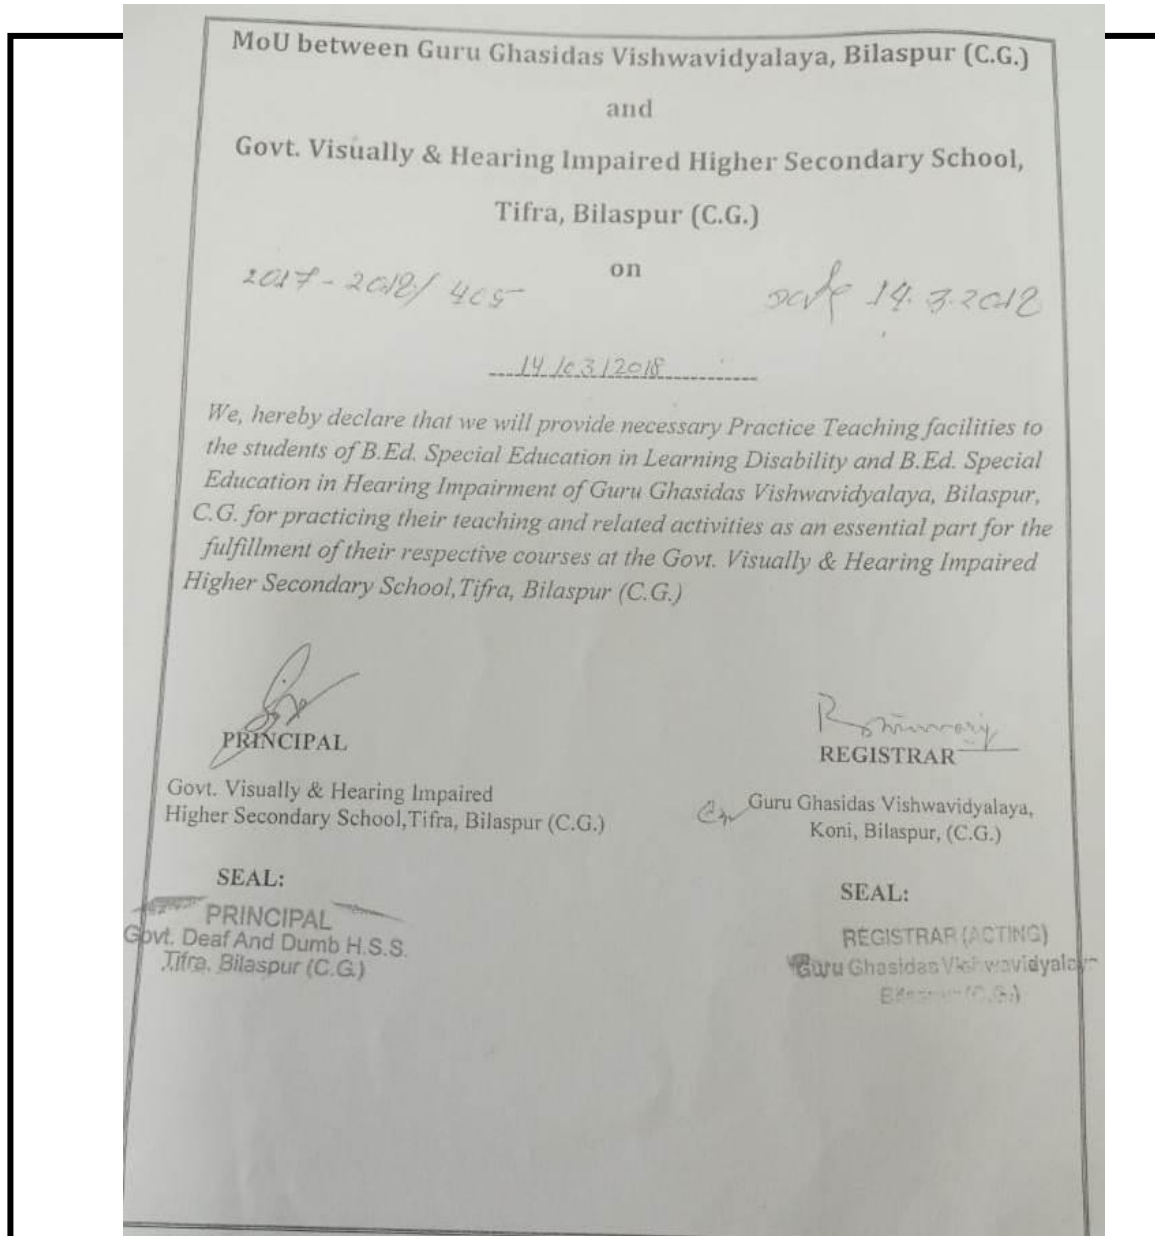 MoU between Guru Ghasidas Vishwavidyalaya, Bilaspur (C.G.)
and
Govt. Visually & Hearing Impaired Higher Secondary School,
Tifra, Bilaspur (C.G.)
on
2017-2018/405
Date 14.3.2018
14/03/2018
We, hereby declare that we will provide necessary Practice Teaching facilities to
the students of B.Ed. Special Education in Learning Disability and B.Ed. Special
Education in Hearing Impairment of Guru Ghasidas Vishwavidyalaya, Bilaspur,
C.G. for practicing their teaching and related activities as an essential part for the
fulfillment of their respective courses at the Govt. Visually & Hearing Impaired
Higher Secondary School,Tifra, Bilaspur (C.G.)
PRINCIPAL
Govt. Visually & Hearing Impaired
Higher Secondary School,Tifra, Bilaspur (C.G.)
SEAL:
PRINCIPAL
Govt. Deaf And Dumb H.S.S.
Tifra, Bilaspur (C.G.)
REGISTRAR
Guru Ghasidas Vishwavidyalaya,
Koni, Bilaspur, (C.G.)
SEAL:
REGISTRAR (ACTING)
Guru Ghasidas Vishwavidyalay
(C.G.)